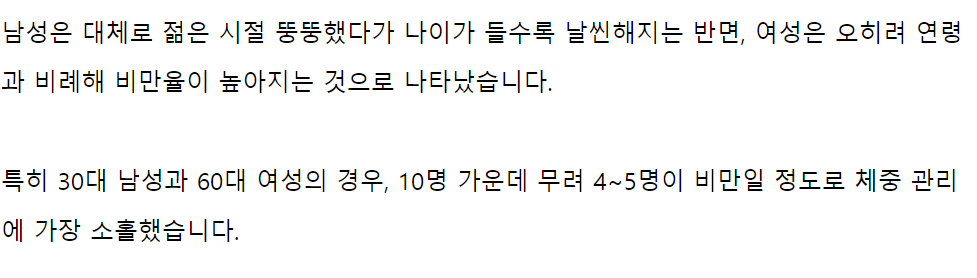 남성은 대체로 젊은 시절 뚱뚱했다가 나이가 들수록 날씬해지는 반면, 여성은 오히려 연령
과 비례해 비만율이 높아지는 것으로 나타났습니다.
특히 30대 남성과 60대 여성의 경우, 10명 가운데 무려 4~5명이 비만일 정도로 체중 관리
에 가장 소홀했습니다.